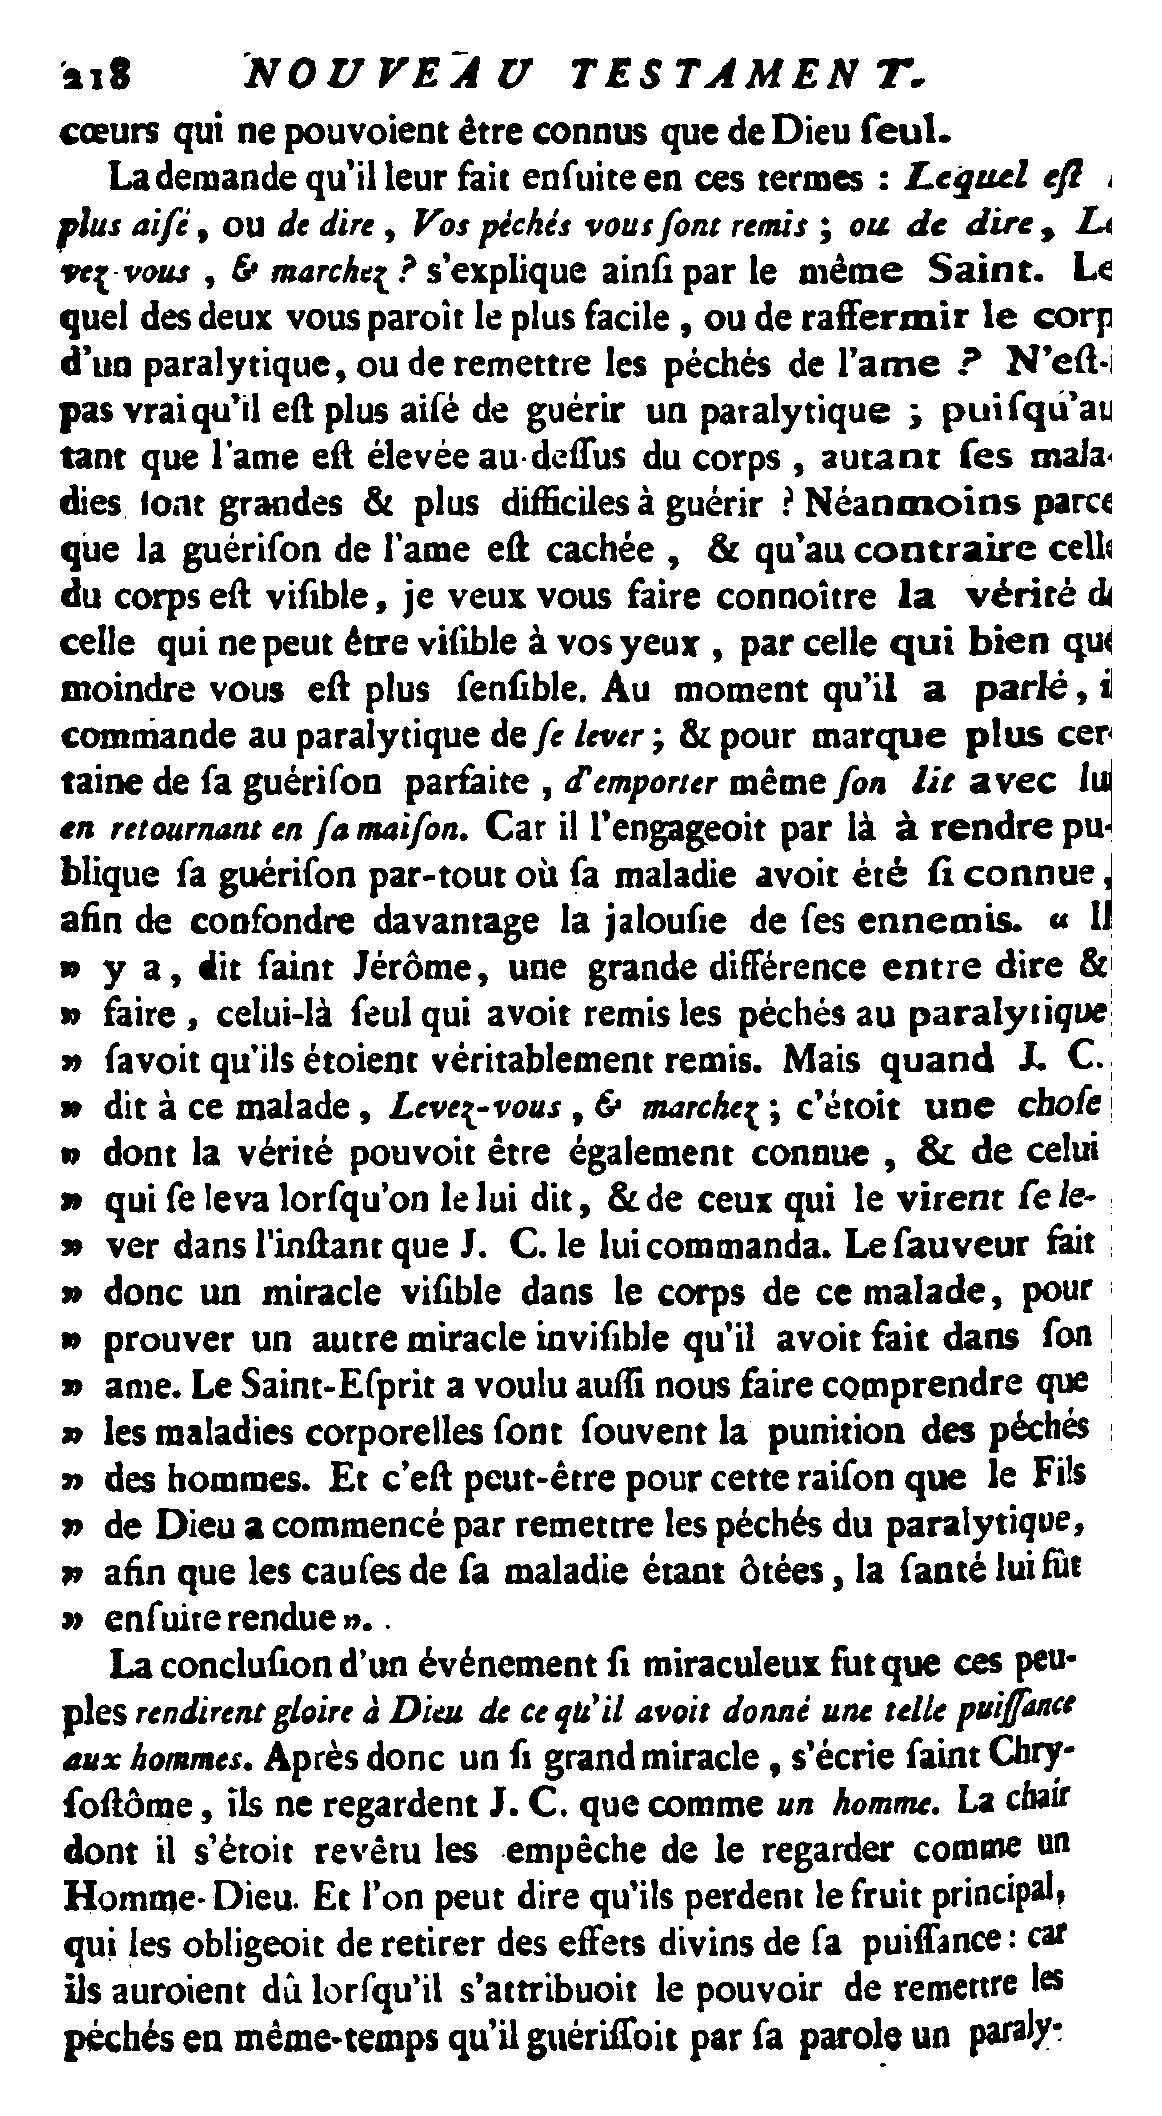 218 NOUVEAU TESTAMENT.
cœurs qui ne pouvoient être connus que de Dieu ſeul.
La demande qu'il leur fait enſuite en ces termes : Lequel eſt
plus aiſé, ou de dire, Vos péchés vous ſont remis ; ou de dire, Le
vez-vous, & marchez ? s'explique ainſi par le même Saint. Le
quel des deux vous paroît le plus facile, ou de raffermir le corp
d'un paralytique, ou de remettre les péchés de l'ame ? N'eſt-i
pas vrai qu'il eſt plus aiſé de guérir un paralytique ; puiſqu'au
tant que l'ame eſt élevée au-deſſus du corps, autant ſes mala-
dies ſont grandes & plus difficiles à guérir ? Néanmoins parce
que la guériſon de l'ame eſt cachée, & qu'au contraire celle
du corps eſt viſible, je veux vous faire connoître la vérité de
celle qui ne peut être viſible à vos yeux, par celle qui bien que
moindre vous eſt plus ſenſible. Au moment qu'il a parlé, il
commande au paralytique de ſe lever ; & pour marque plus cer-
taine de ſa guériſon parfaite, d'emporter même ſon lit avec lui
en retournant en ſa maiſon. Car il l'engageoit par là à rendre pu-
blique ſa guériſon par-tout où ſa maladie avoit été ſi connue,
afin de confondre davantage la jalouſie de ſes ennemis. « Il
» y a, dit ſaint Jérôme, une grande différence entre dire &
» faire, celui-là ſeul qui avoit remis les péchés au paralytique
» ſavoit qu'ils étoient véritablement remis. Mais quand J. C.
» dit à ce malade, Levez-vous, & marchez ; c'étoit une choſe
» dont la vérité pouvoit être également connue, & de celui
» qui ſe leva lorſqu'on le lui dit, & de ceux qui le virent ſe le-
» ver dans l'inſtant que J. C. le lui commanda. Le ſauveur fait
» donc un miracle viſible dans le corps de ce malade, pour
» prouver un autre miracle inviſible qu'il avoit fait dans ſon
» ame. Le Saint-Eſprit a voulu auſſi nous faire comprendre que
» les maladies corporelles ſont ſouvent la punition des péchés
» des hommes. Et c'eſt peut-être pour cette raiſon que le Fils
» de Dieu a commencé par remettre les péchés du paralytique,
» afin que les cauſes de ſa maladie étant ôtées, la ſanté lui fût
» enſuite rendue ».
La concluſion d'un événement ſi miraculeux fut que ces peu-
ples rendirent gloire à Dieu de ce qu'il avoit donné une telle puiſſance
aux hommes. Après donc un ſi grand miracle, s'écrie ſaint Chry-
ſoſtôme, ils ne regardent J. C. que comme un homme. La chair
dont il s'étoit revêtu les empêche de le regarder comme un
Homme-Dieu. Et l'on peut dire qu'ils perdent le fruit principal,
qui les obligeoit de retirer des effets divins de ſa puiſſance : car
ils auroient dû lorſqu'il s'attribuoit le pouvoir de remettre les
péchés en même-temps qu'il guériſſoit par ſa parole un paraly-